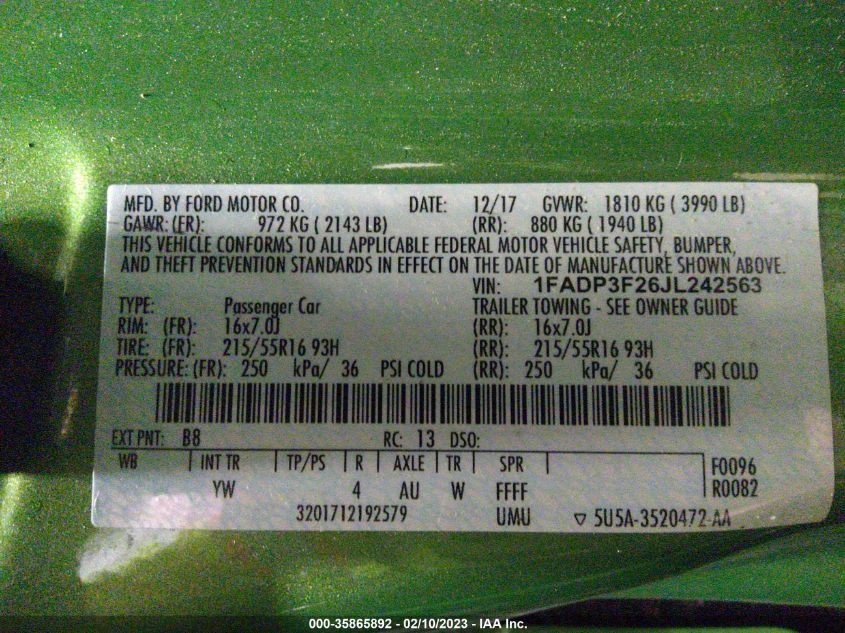 MFD. BY FORD MOTOR CO. DATE: 12/17 GVWR: 1810 KG ( 3990 LB)
GAWR: (FR): 972 KG ( 2143 LB) (RR): 880 KG ( 1940 LB)
THIS VEHICLE CONFORMS TO ALL APPLICABLE FEDERAL MOTOR VEHICLE SAFETY, BUMPER,
AND THEFT PREVENTION STANDARDS IN EFFECT ON THE DATE OF MANUFACTURE SHOWN ABOVE.
VIN: 1FADP3F26JL242563
TYPE: Passenger Car TRAILER TOWING - SEE OWNER GUIDE
RIM: (FR): 16x7.0J (RR): 16x7.0J
TIRE: (FR): 215/55R16 93H (RR): 215/55R16 93H
PRESSURE: (FR): 250 kPa/ 36 PSI COLD (RR): 250 kPa/ 36 PSI COLD
EXT PNT: B8 RC: 13 DSO:
WB INT TR TP/PS R AXLE TR SPR F0096
YW 4 AU W FFFF R0082
3201712192579 UMU ▽ 5U5A-3520472-AA
000-35865892 - 02/10/2023 - IAA Inc.